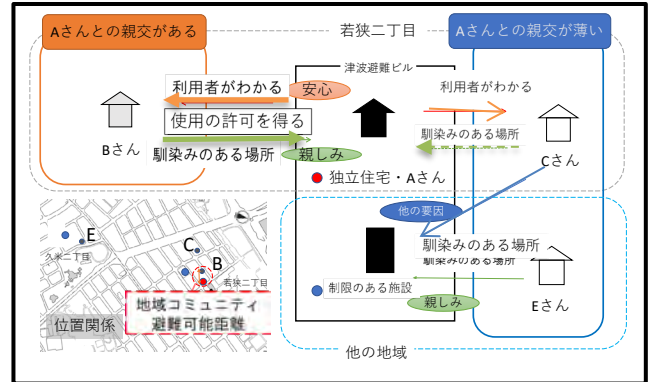 Aさんとの親交がある
若狭二丁目
Aさんとの親交が薄い
津波避難ビル
利用者がわかる
安心
利用者がわかる
使用の許可を得る
馴染みのある場所
Bさん
馴染みのある場所
親しみ
Cさん
独立住宅・Aさん
他の要因
E
C
久米二丁目
B
馴染みのある場所
馴染みのある場所
若狭二丁目
制限のある施設
地域コミュニティ
避難可能距離
親しみ
Eさん
位置関係
他の地域